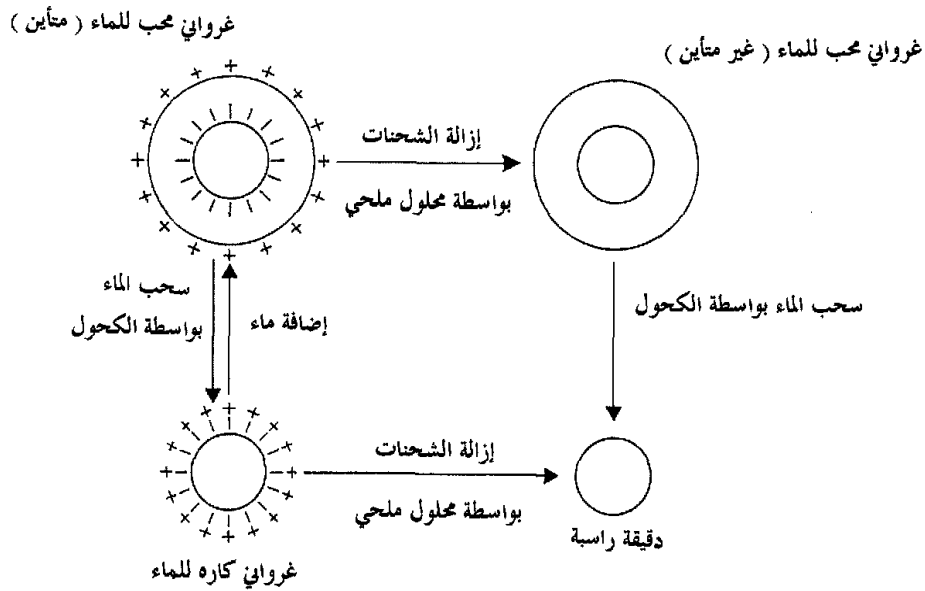 غرواني محب للماء ( متأين )
غرواني محب للماء ( غير متأين )
إزالة الشحنات
بواسطة محلول ملحي
سحب الماء
بواسطة الكحول
إضافة ماء
سحب الماء بواسطة الكحول
إزالة الشحنات
بواسطة محلول ملحي
دقيقة راسبة
غرواني كاره للماء